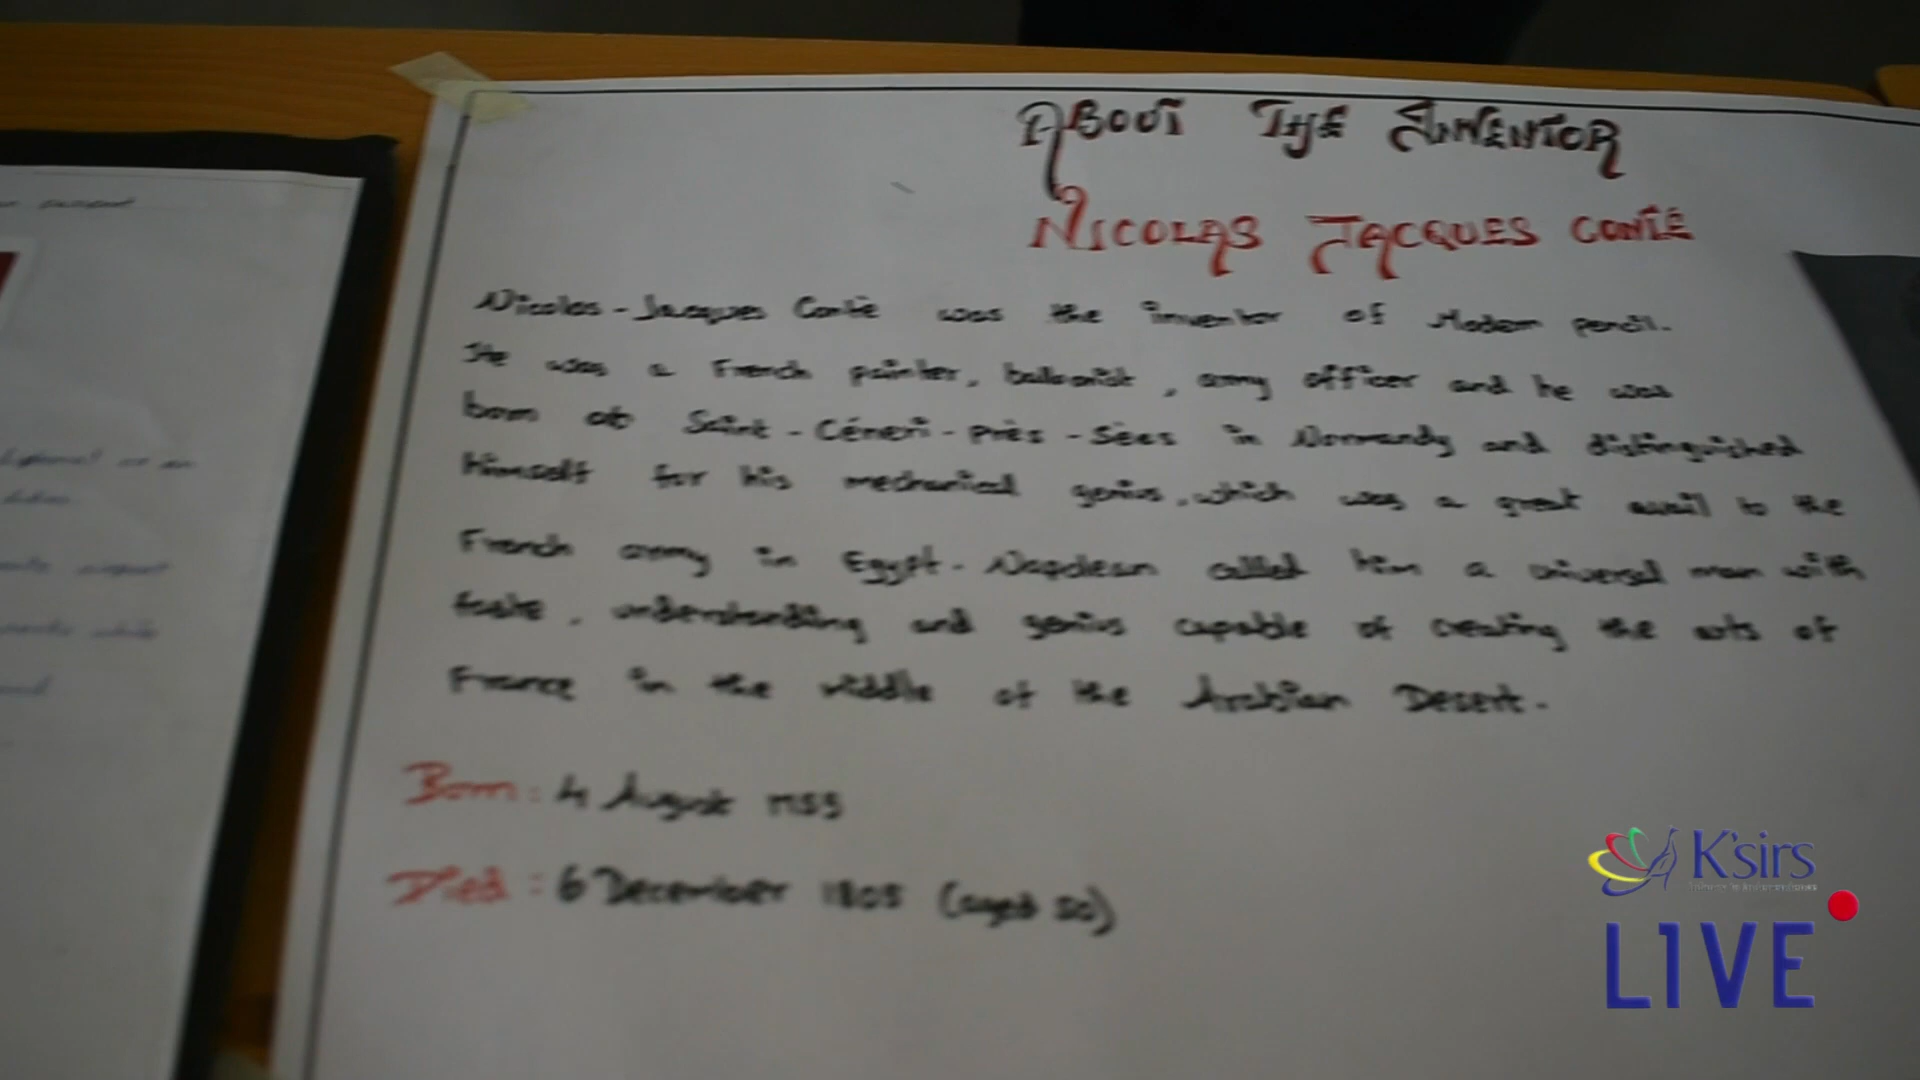 ABOUT THE INVENTOR
NICOLAS JACQUES CONTE
Nicolas - Jacques Contè was the inventor of Modern pencil.
He was a French painter, balloonist, army officer and he was
born at Saint - Céneri - près - Sèes in Normandy and distinguished
himself for his mechanical genius, which was a great avail to the
French army in Egypt. Napolean called him a universal man with
taste, understanding and genius capable of creating the arts of
France in the middle of the Arabian Desert.
Born: 4 August 1755
Died: 6 December 1805 (aged 50)
K'sirs
LIVE